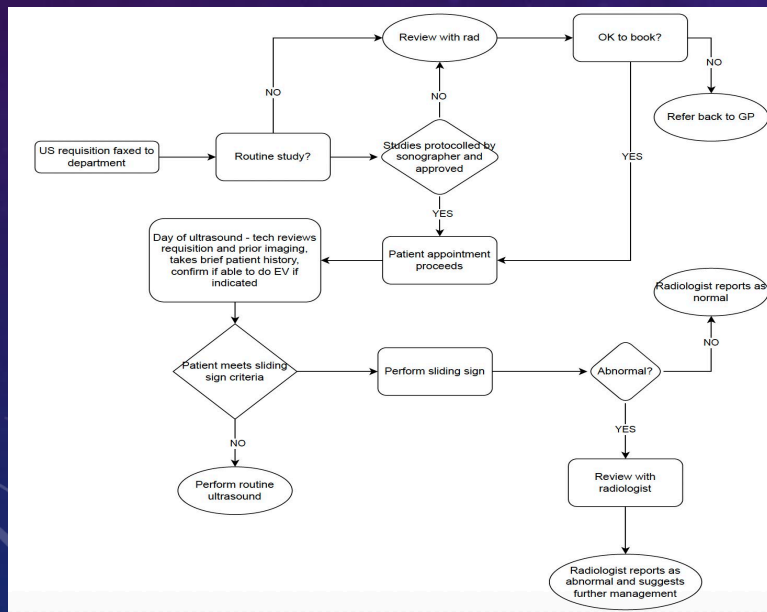 Review with rad
OK to book?
NO
NO
NO
Refer back to GP
US requisition faxed to
department
Routine study?
Studies protocolled by
sonographer and
approved
YES
YES
Day of ultrasound - tech reviews
requisition and prior imaging,
takes brief patient history,
confirm if able to do EV if
indicated
Patient appointment
proceeds
Radiologist reports as
normal
NO
Patient meets sliding
sign criteria
Perform sliding sign
Abnormal?
NO
YES
Perform routine
ultrasound
Review with
radiologist
Radiologist reports as
abnormal and suggests
further management